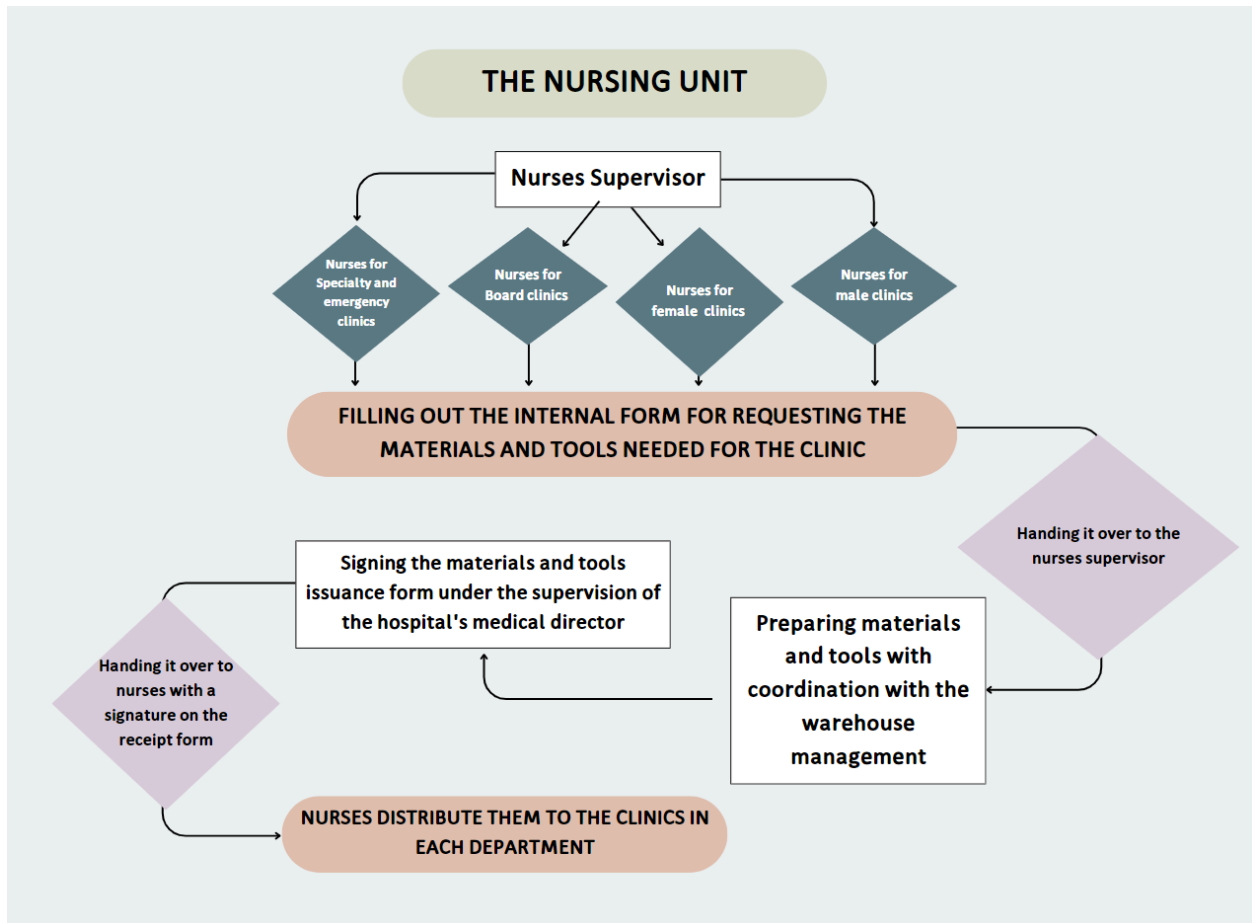 THE NURSING UNIT
Nurses Supervisor
Nurses for
Specialty and
emergency
clinics
Nurses for
Board clinics
Nurses for
female clinics
Nurses for
male clinics
FILLING OUT THE INTERNAL FORM FOR REQUESTING THE
MATERIALS AND TOOLS NEEDED FOR THE CLINIC
Handing it over to the
nurses supervisor
Preparing materials
and tools with
coordination with the
warehouse
management
Signing the materials and tools
issuance form under the supervision of
the hospital's medical director
Handing it over to
nurses with a
signature on the
receipt form
NURSES DISTRIBUTE THEM TO THE CLINICS IN
EACH DEPARTMENT